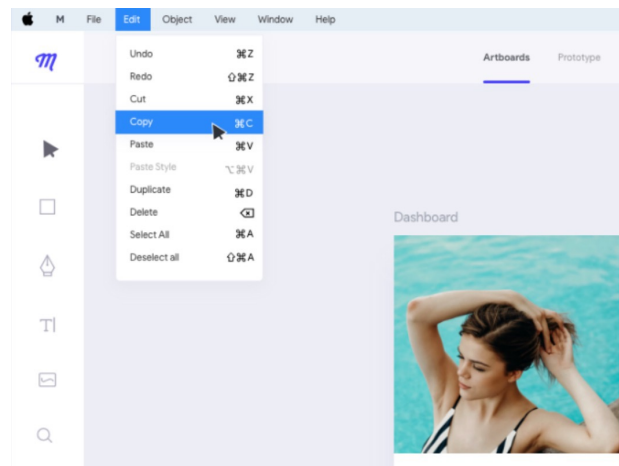 M File Edit Object View Window Help
M
Artboards Prototype
Undo ⌘Z
Redo ⇧⌘Z
Cut ⌘X
Copy ⌘C
Paste ⌘V
Paste Style ⌥⌘V
Duplicate ⌘D
Delete ⌫
Select All ⌘A
Deselect all ⇧⌘A
Dashboard
T